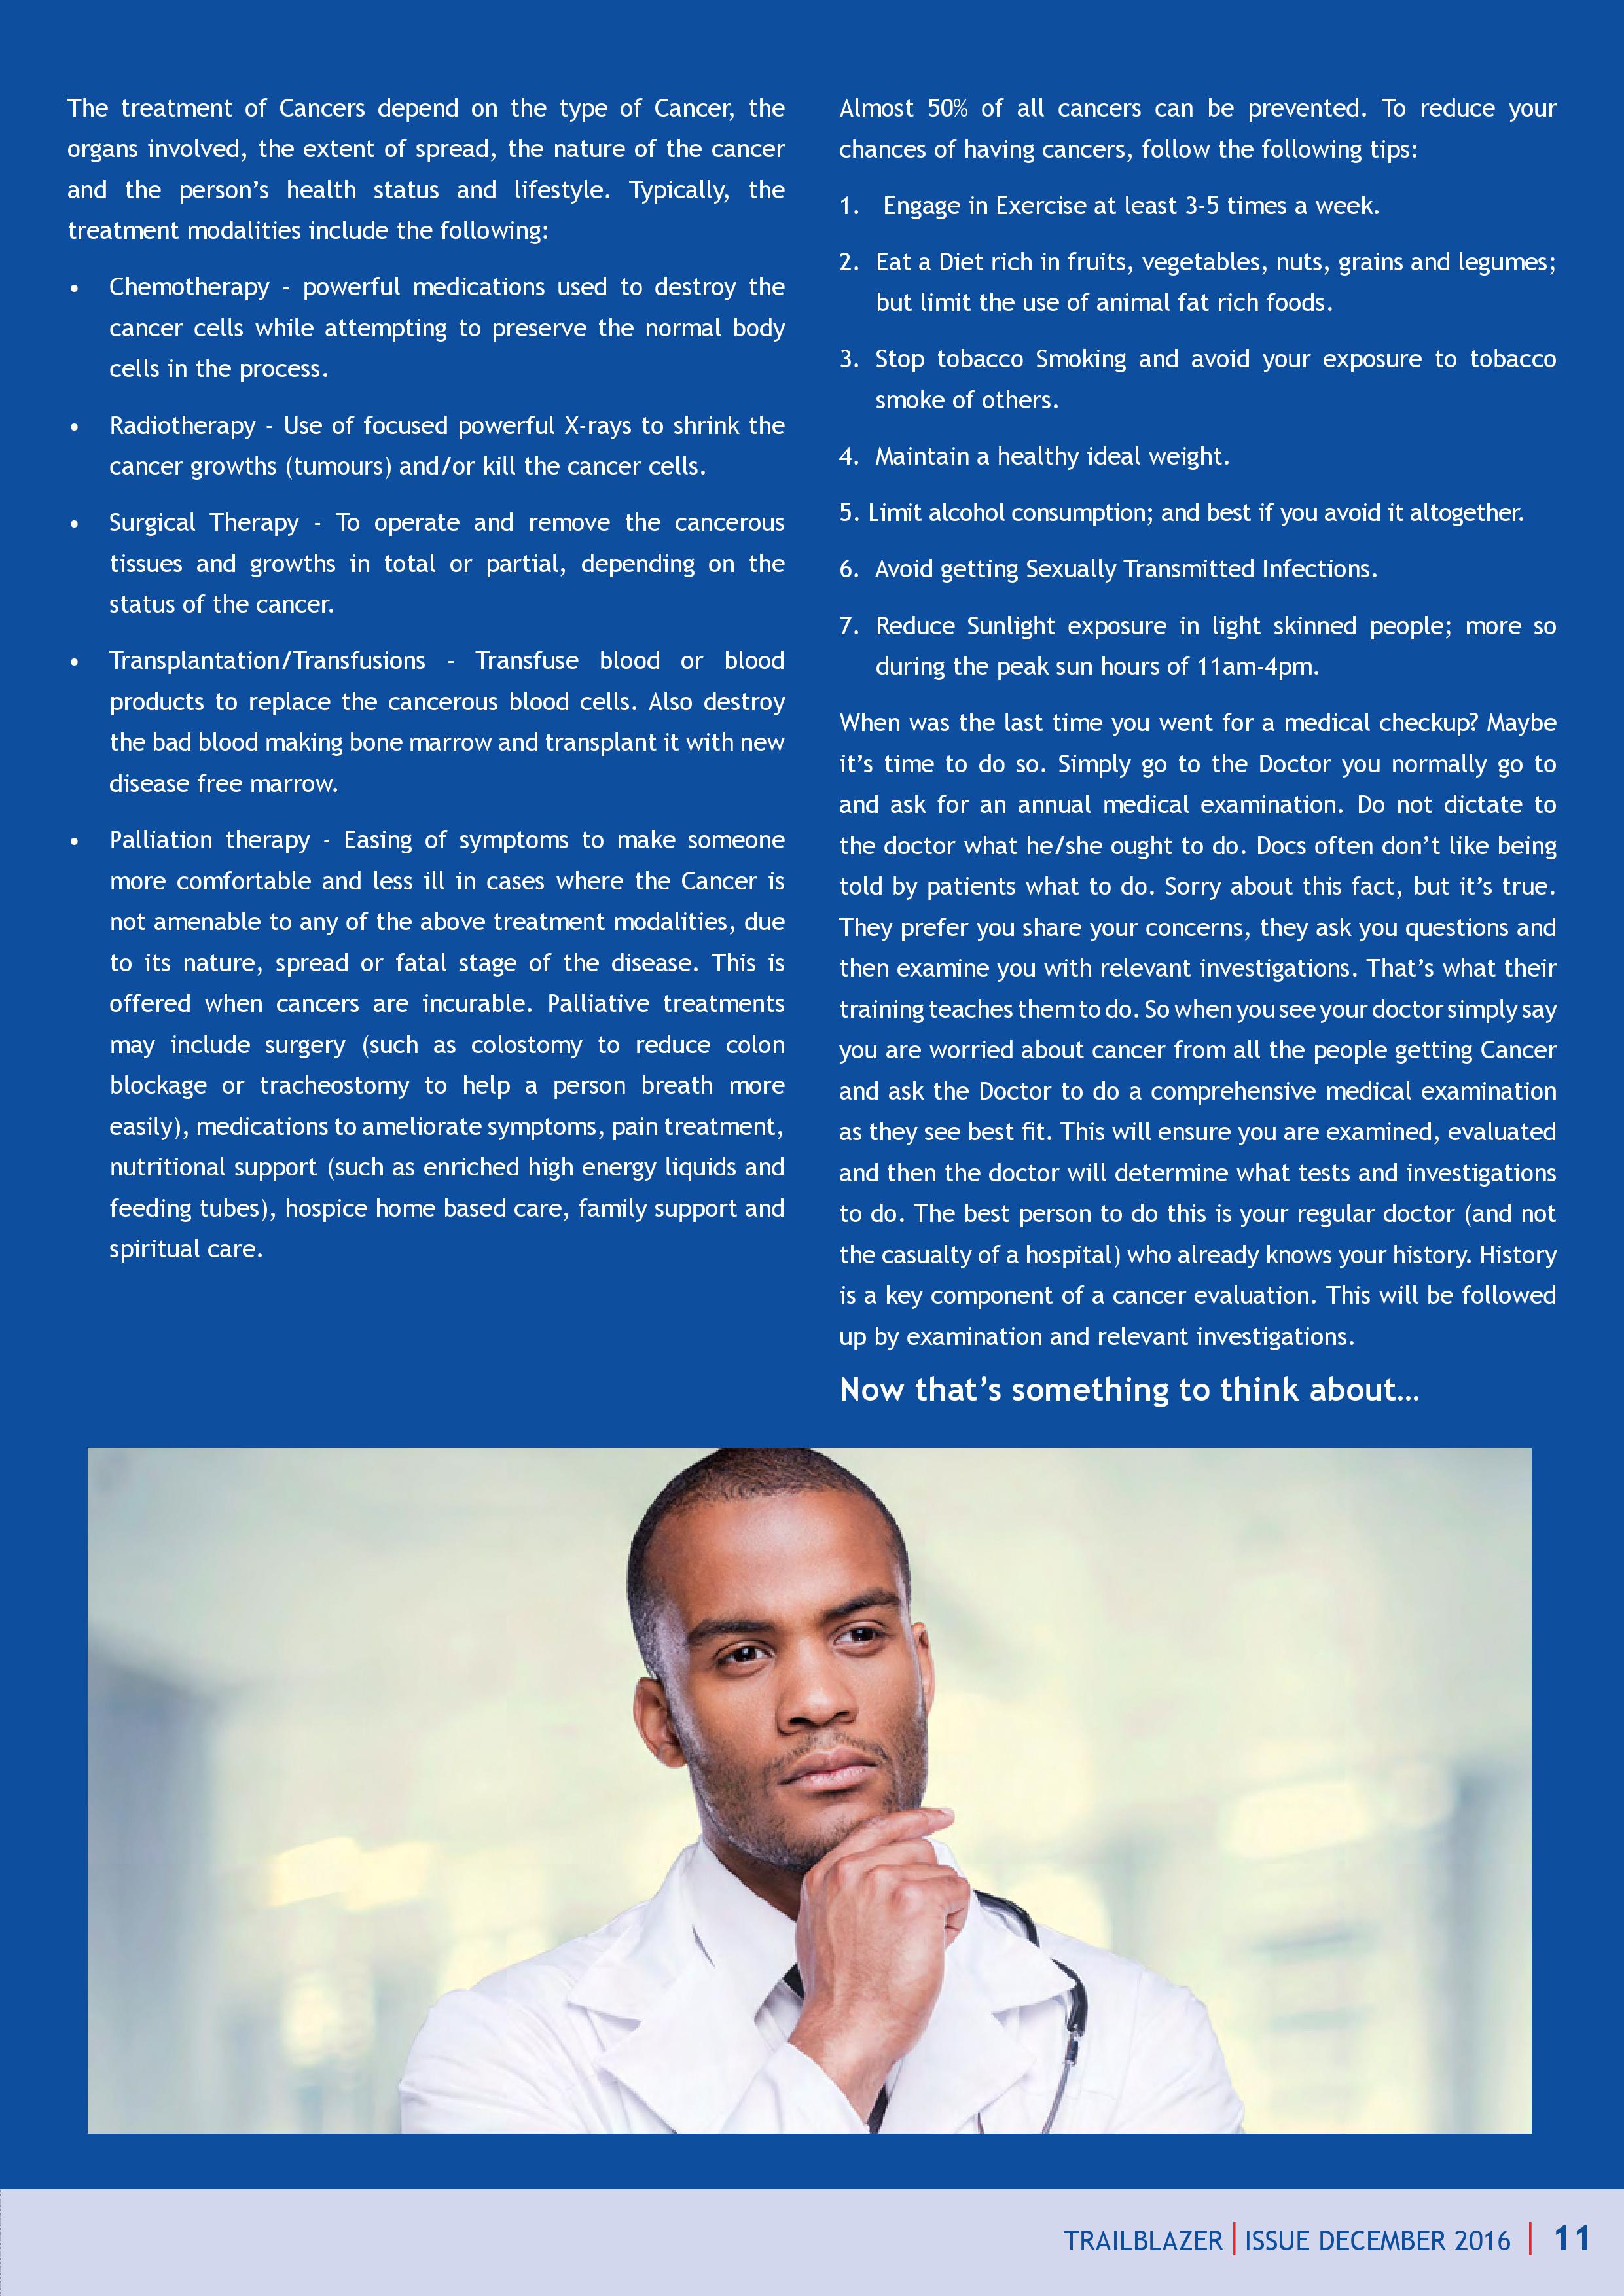 The treatment of Cancers depend on the type of Cancer, the
organs involved, the extent of spread, the nature of the cancer
and the person’s health status and lifestyle. Typically, the
treatment modalities include the following:
• Chemotherapy - powerful medications used to destroy the
cancer cells while attempting to preserve the normal body
cells in the process.
• Radiotherapy - Use of focused powerful X-rays to shrink the
cancer growths (tumours) and/or kill the cancer cells.
• Surgical Therapy - To operate and remove the cancerous
tissues and growths in total or partial, depending on the
status of the cancer.
• Transplantation/Transfusions - Transfuse blood or blood
products to replace the cancerous blood cells. Also destroy
the bad blood making bone marrow and transplant it with new
disease free marrow.
• Palliation therapy - Easing of symptoms to make someone
more comfortable and less ill in cases where the Cancer is
not amenable to any of the above treatment modalities, due
to its nature, spread or fatal stage of the disease. This is
offered when cancers are incurable. Palliative treatments
may include surgery (such as colostomy to reduce colon
blockage or tracheostomy to help a person breath more
easily), medications to ameliorate symptoms, pain treatment,
nutritional support (such as enriched high energy liquids and
feeding tubes), hospice home based care, family support and
spiritual care.
Almost 50% of all cancers can be prevented. To reduce your
chances of having cancers, follow the following tips:
1. Engage in Exercise at least 3-5 times a week.
2. Eat a Diet rich in fruits, vegetables, nuts, grains and legumes;
but limit the use of animal fat rich foods.
3. Stop tobacco Smoking and avoid your exposure to tobacco
smoke of others.
4. Maintain a healthy ideal weight.
5. Limit alcohol consumption; and best if you avoid it altogether.
6. Avoid getting Sexually Transmitted Infections.
7. Reduce Sunlight exposure in light skinned people; more so
during the peak sun hours of 11am-4pm.
When was the last time you went for a medical checkup? Maybe
it’s time to do so. Simply go to the Doctor you normally go to
and ask for an annual medical examination. Do not dictate to
the doctor what he/she ought to do. Docs often don’t like being
told by patients what to do. Sorry about this fact, but it’s true.
They prefer you share your concerns, they ask you questions and
then examine you with relevant investigations. That’s what their
training teaches them to do. So when you see your doctor simply say
you are worried about cancer from all the people getting Cancer
and ask the Doctor to do a comprehensive medical examination
as they see best fit. This will ensure you are examined, evaluated
and then the doctor will determine what tests and investigations
to do. The best person to do this is your regular doctor (and not
the casualty of a hospital) who already knows your history. History
is a key component of a cancer evaluation. This will be followed
up by examination and relevant investigations.
Now that’s something to think about…
TRAILBLAZER | ISSUE DECEMBER 2016 | 11